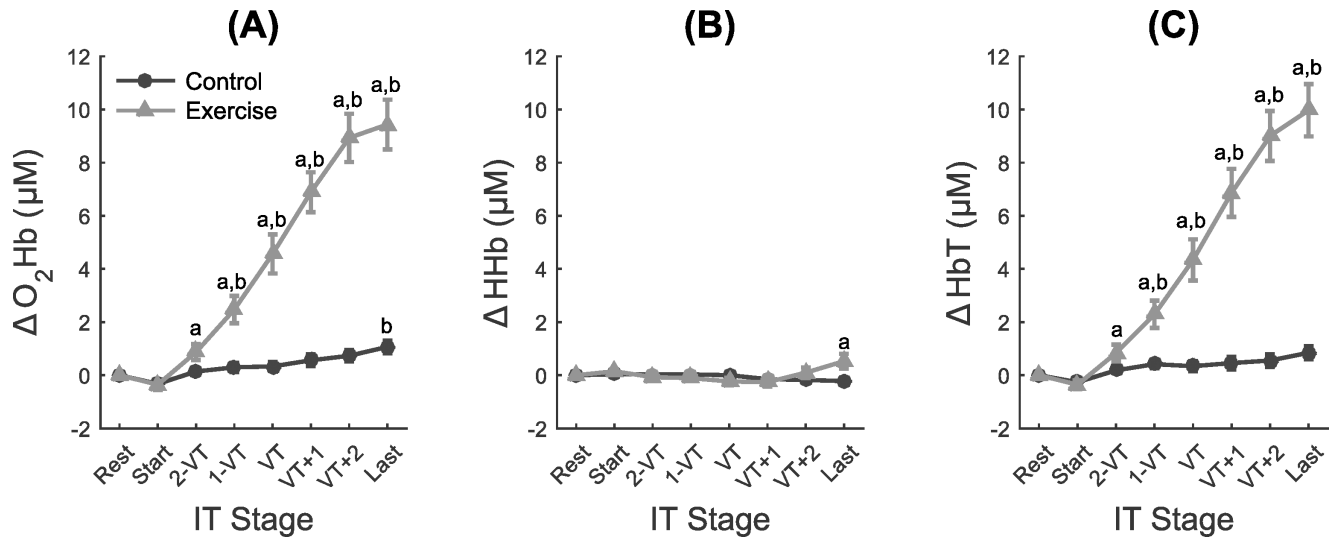 (A)
Δ O2Hb (µM)
12
10
8
6
4
2
0
-2
Control
Exercise
a
a,b
a,b
a,b
a,b
a,b
b
Rest
Start
2-VT
1-VT
VT
VT+1
VT+2
Last
IT Stage
(B)
Δ HHb (µM)
12
10
8
6
4
2
0
-2
a
Rest
Start
2-VT
1-VT
VT
VT+1
VT+2
Last
IT Stage
(C)
Δ HbT (µM)
12
10
8
6
4
2
0
-2
a
a,b
a,b
a,b
a,b
a,b
Rest
Start
2-VT
1-VT
VT
VT+1
VT+2
Last
IT Stage